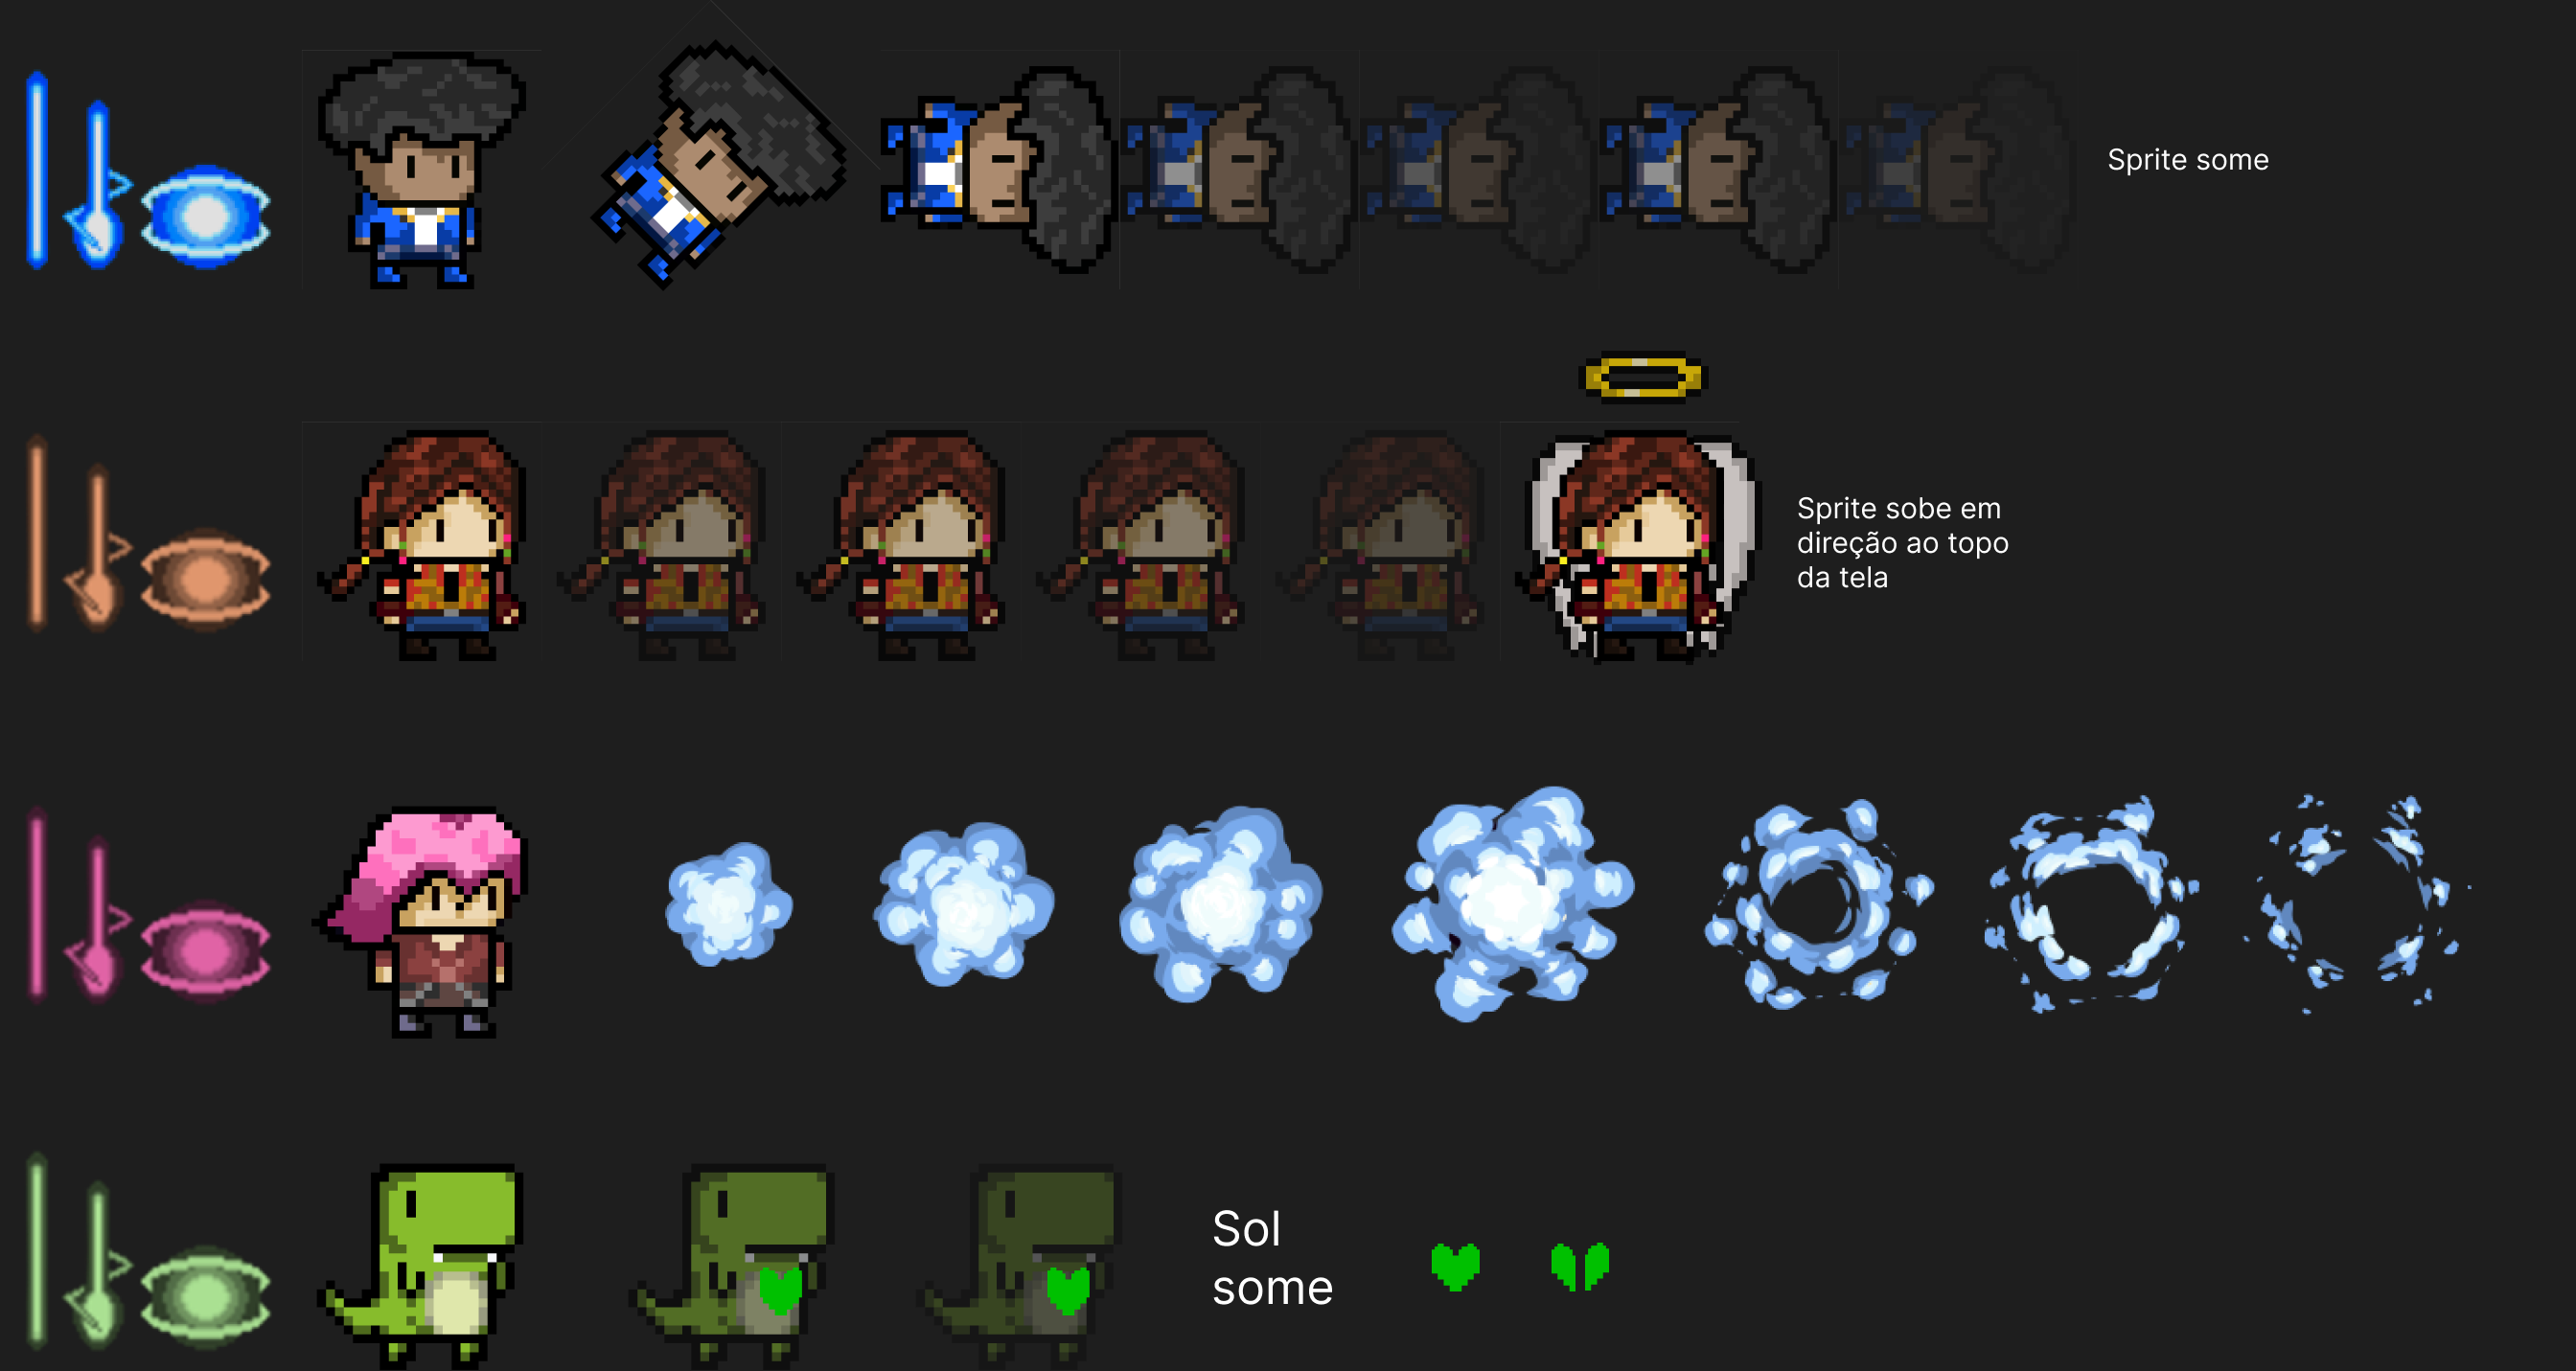 Sprite some
Sprite sobe em
direção ao topo
da tela
Sol
some